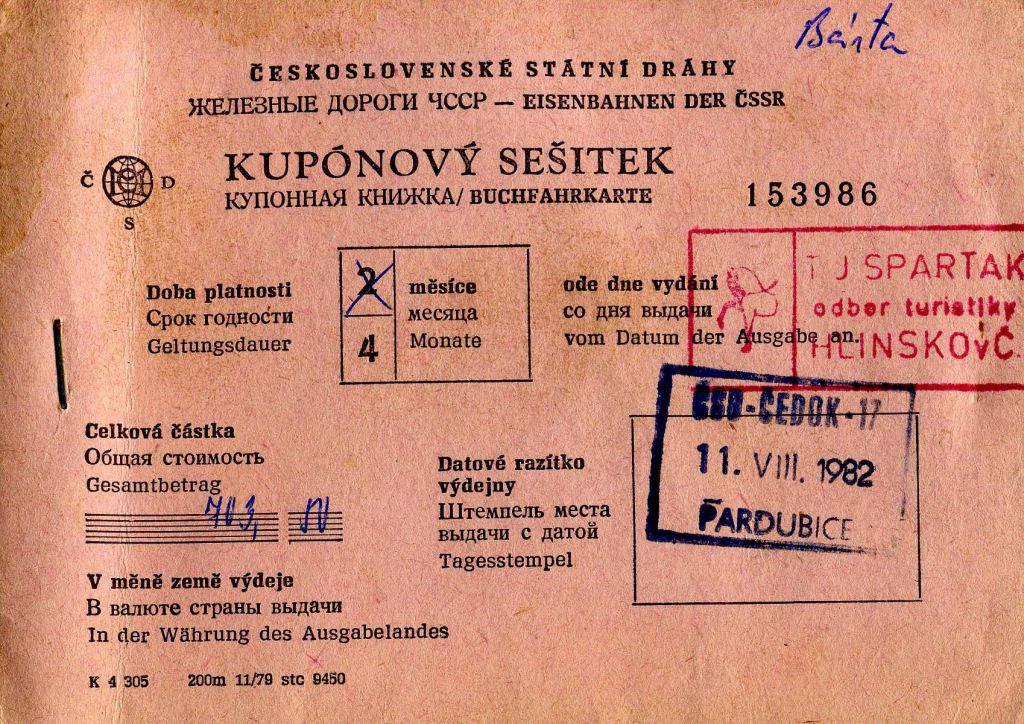 Bárta
ČESKOSLOVENSKÉ STÁTNÍ DRÁHY
ЖЕЛЕЗНЫЕ ДОРОГИ ЧССР — EISENBAHNEN DER ČSSR
Č D
S
KUPÓNOVÝ SEŠITEK
КУПОННАЯ КНИЖКА/ BUCHFAHRKARTE
153986
Doba platnosti
Срок годности
Geltungsdauer
2
4
měsíce
месяца
Monate
ode dne vydání
со дня выдачи
vom Datum der Ausgabe an.
T J SPARTAK
odbor turistiky
HLINSKO V Č.
ČSD-ČEDOK-17
11. VIII. 1982
PARDUBICE
Celková částka
Общая стоимость
Gesamtbetrag
703,
Datové razítko
výdejny
Штемпель места
выдачи с датой
Tagesstempel
V měně země výdeje
В валюте страны выдачи
In der Währung des Ausgabelandes
K 4 305 200m 11/79 stc 9450